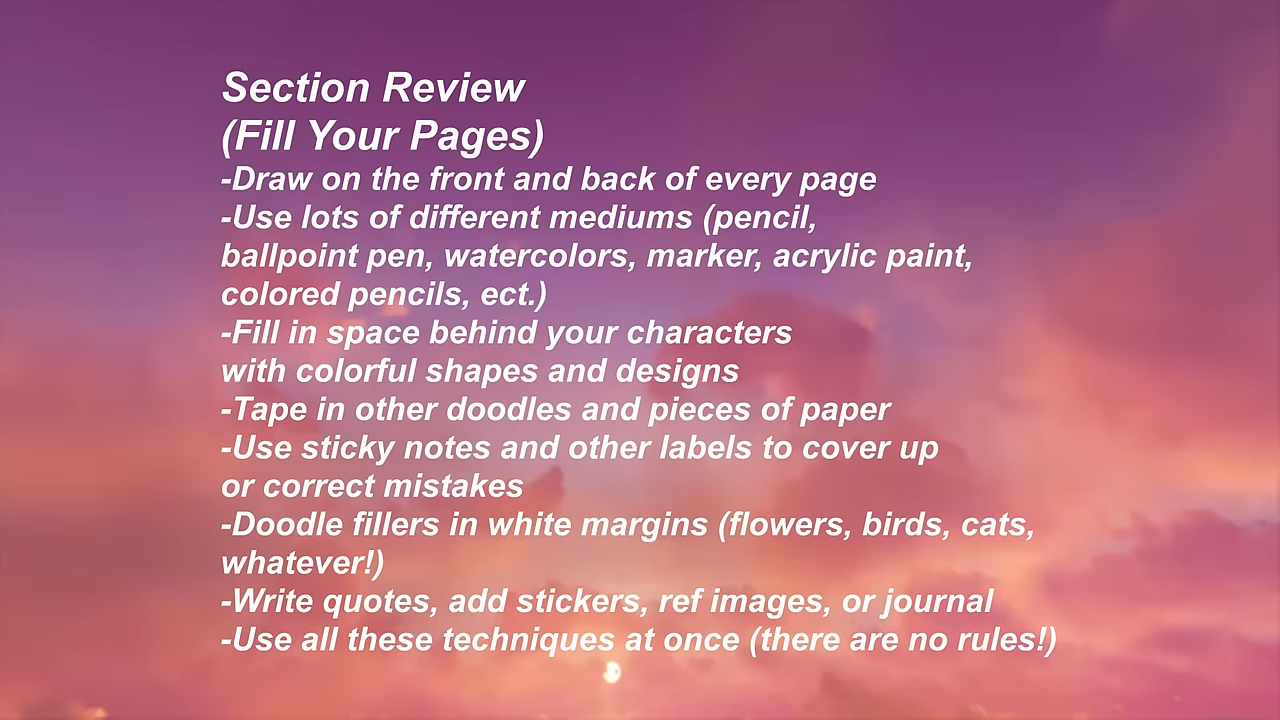 Section Review
(Fill Your Pages)
-Draw on the front and back of every page
-Use lots of different mediums (pencil,
ballpoint pen, watercolors, marker, acrylic paint,
colored pencils, ect.)
-Fill in space behind your characters
with colorful shapes and designs
-Tape in other doodles and pieces of paper
-Use sticky notes and other labels to cover up
or correct mistakes
-Doodle fillers in white margins (flowers, birds, cats,
whatever!)
-Write quotes, add stickers, ref images, or journal
-Use all these techniques at once (there are no rules!)